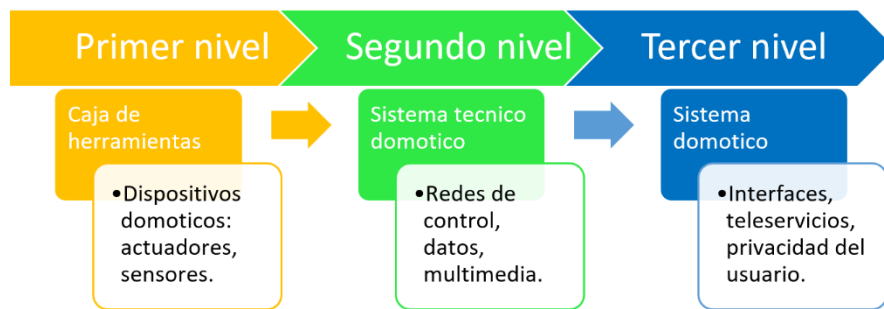 Primer nivel
Segundo nivel
Tercer nivel
Caja de
herramientas
•Dispositivos
domoticos:
actuadores,
sensores.
Sistema tecnico
domotico
•Redes de
control,
datos,
multimedia.
Sistema
domotico
•Interfaces,
teleservicios,
privacidad del
usuario.